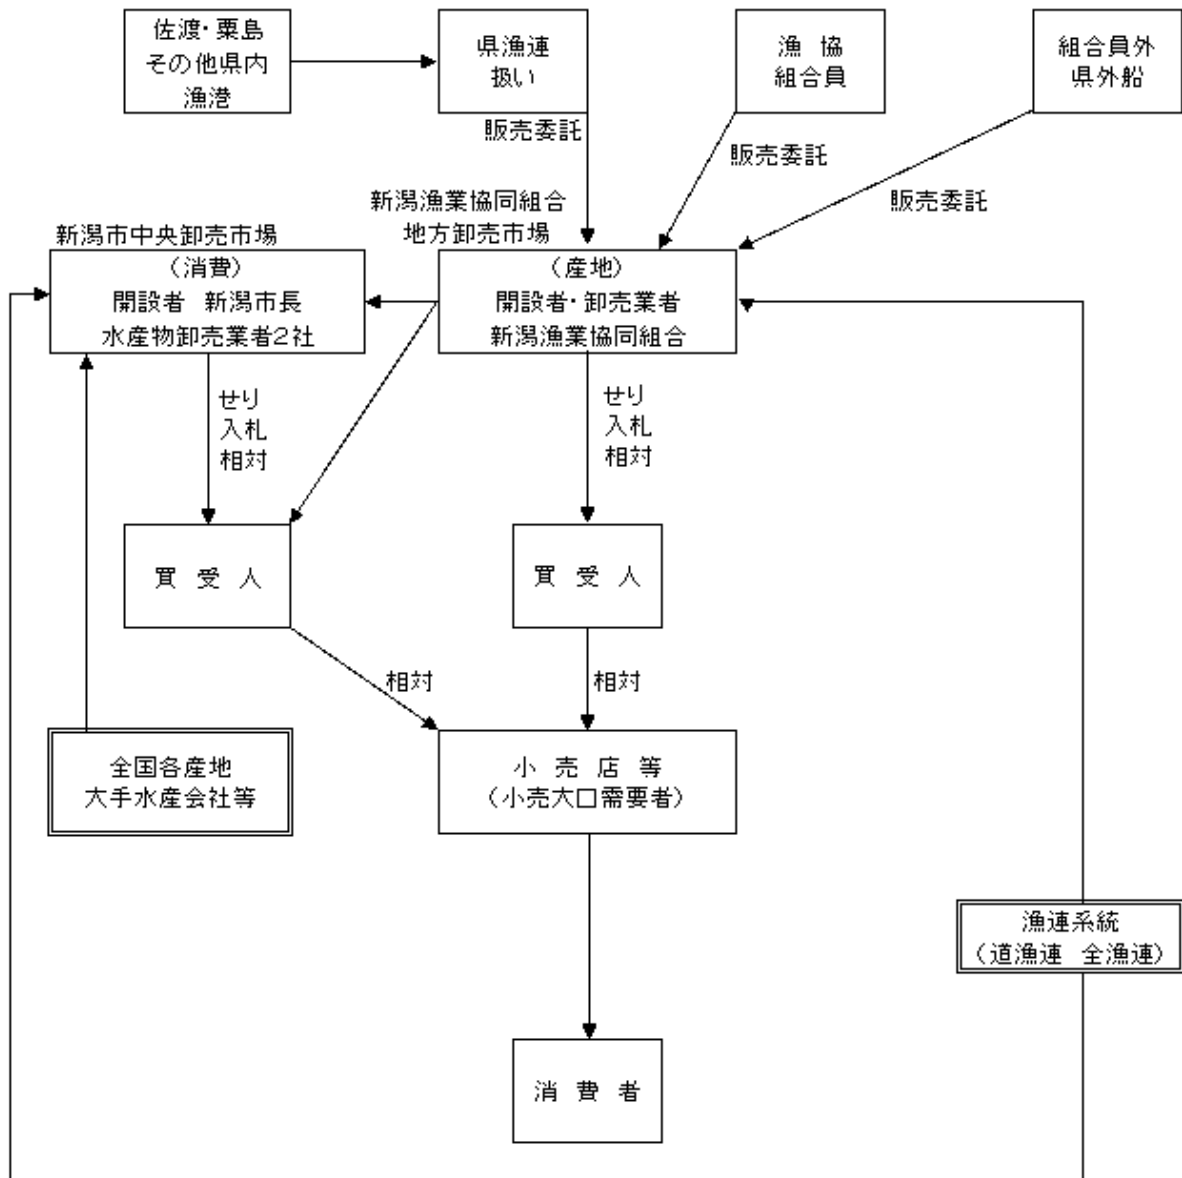 佐渡・粟島
その他県内
漁港
県漁連
扱い
漁 協
組合員
組合員外
県外船
販売委託
販売委託
販売委託
新潟漁業協同組合
地方卸売市場
新潟市中央卸売市場
（消費）
開設者 新潟市長
水産物卸売業者2社
（産地）
開設者・卸売業者
新潟漁業協同組合
せり
入札
相対
せり
入札
相対
買 受 人
買 受 人
相対
相対
全国各産地
大手水産会社等
小 売 店 等
（小売大口需要者）
漁連系統
（道漁連 全漁連）
消 費 者